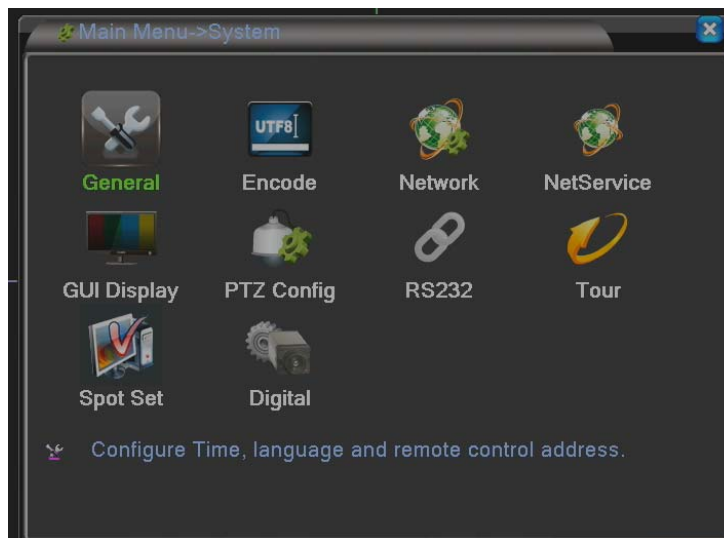 Main Menu->System
General Encode Network NetService
UTF8
GUI Display PTZ Config RS232 Tour
Spot Set Digital
Configure Time, language and remote control address.